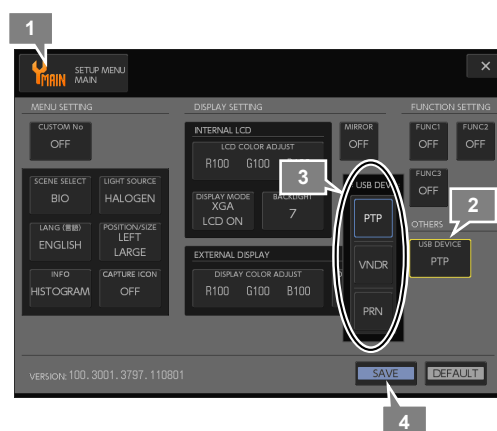 1
MAIN
SETUP MENU
MAIN
×
MENU SETTING
DISPLAY SETTING
FUNCTION SETTING
CUSTOM No
OFF
INTERNAL LCD
LCD COLOR ADJUST
R100 G100
MIRROR
OFF
FUNC1
OFF
FUNC2
OFF
SCENE SELECT
BIO
LIGHT SOURCE
HALOGEN
DISPLAY MODE
XGA
LCD ON
BACKLIGHT
7
3
USB DEV
PTP
VNDR
PRN
FUNC3
OFF
2
OTHERS
USB DEVICE
PTP
LANG (言語)
ENGLISH
POSITION/SIZE
LEFT
LARGE
EXTERNAL DISPLAY
DISPLAY COLOR ADJUST
R100 G100 B100
INFO
HISTOGRAM
CAPTURE ICON
OFF
VERSION: 100.3001.3797.110801
SAVE
DEFAULT
4